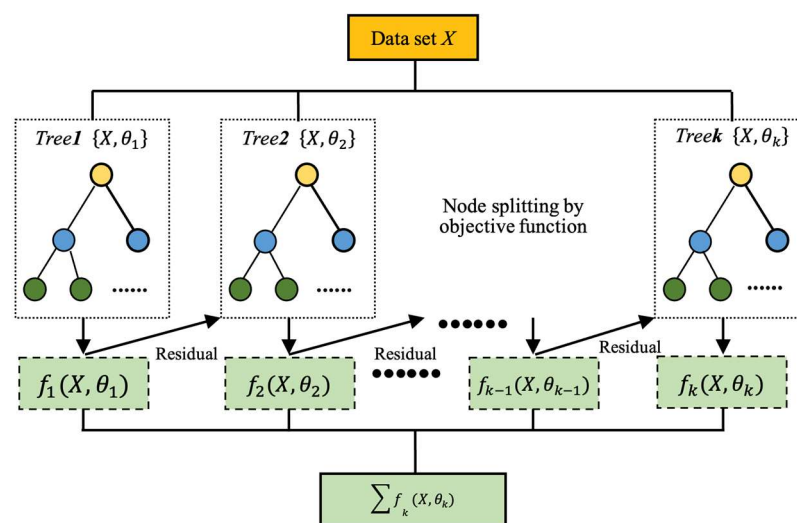 Data set X
Tree1 {X, θ₁}
Tree2 {X, θ₂}
Treek {X, θₖ}
Node splitting by
objective function
......
......
......
......
Residual
Residual
Residual
......
f₁(X, θ₁)
f₂(X, θ₂)
fₖ₋₁(X, θₖ₋₁)
fₖ(X, θₖ)
∑ fₖ(X, θₖ)